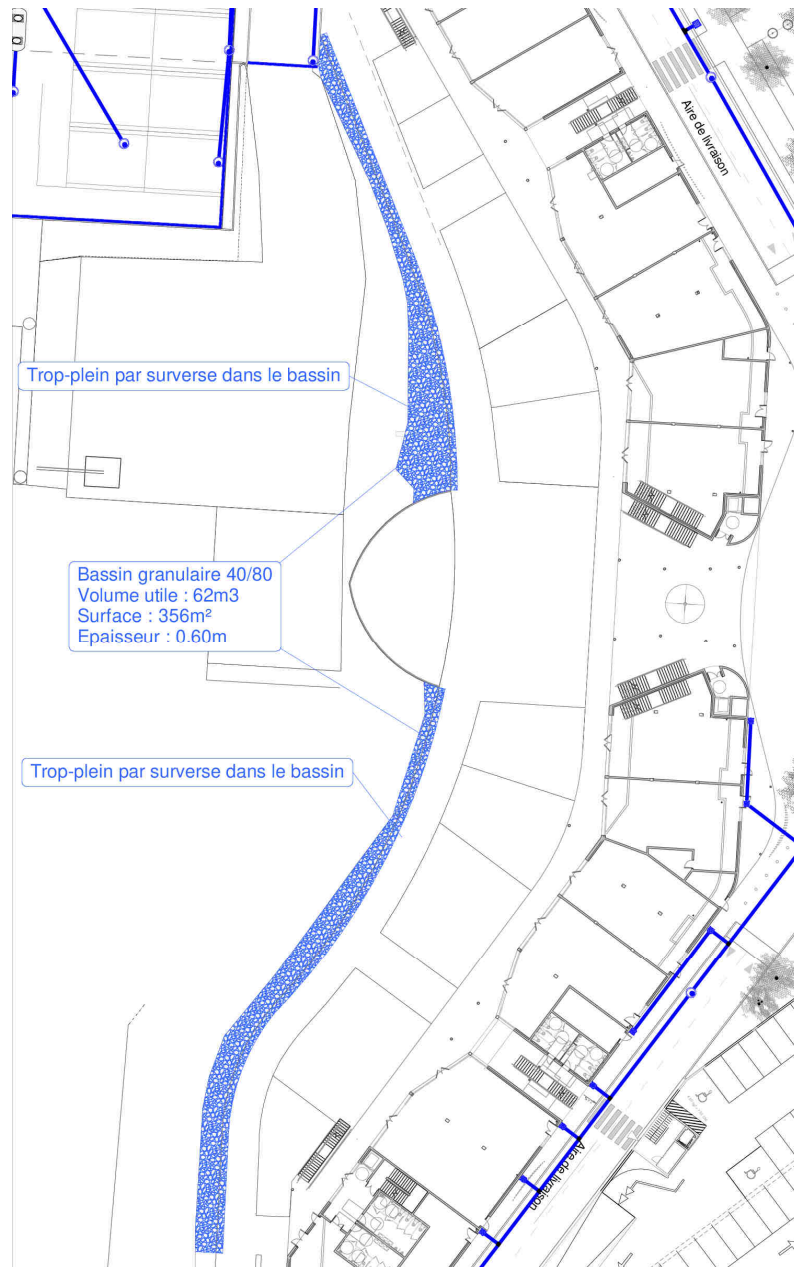 Aire de livraison
Trop-plein par surverse dans le bassin
Bassin granulaire 40/80
Volume utile : 62m3
Surface : 356m²
Epaisseur : 0.60m
Trop-plein par surverse dans le bassin
Aire de livraison